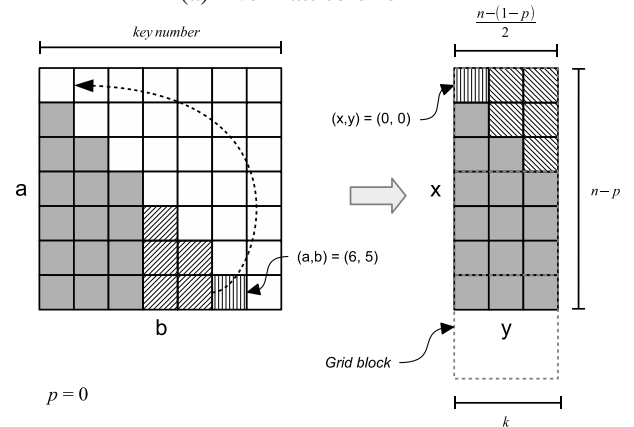 key number
n−(1−p)
2
(x,y) = (0, 0)
a
x
n−p
(a,b) = (6, 5)
b
y
Grid block
p = 0
k